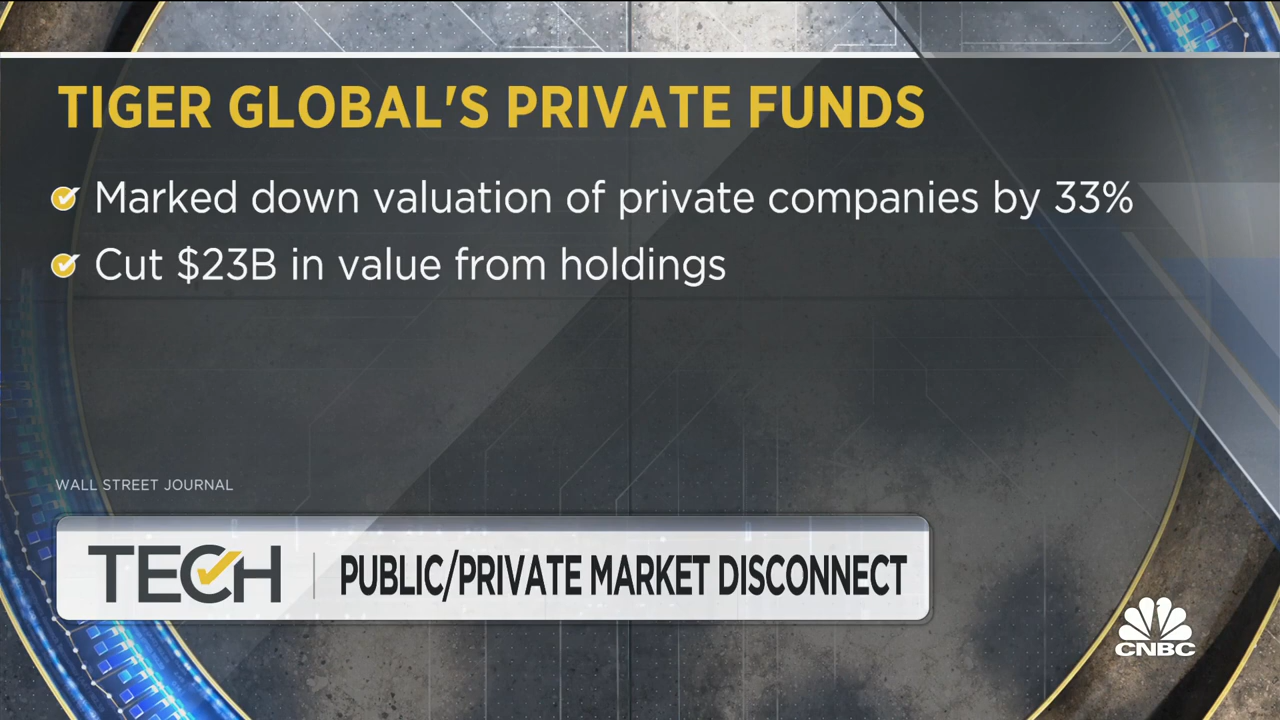 TIGER GLOBAL'S PRIVATE FUNDS
Marked down valuation of private companies by 33%
Cut $23B in value from holdings
WALL STREET JOURNAL
TECH
PUBLIC/PRIVATE MARKET DISCONNECT
CNBC